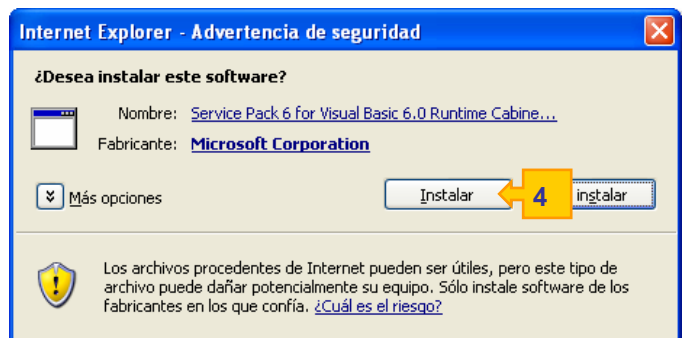 Internet Explorer - Advertencia de seguridad
¿Desea instalar este software?
Nombre: Service Pack 6 for Visual Basic 6.0 Runtime Cabine...
Fabricante: Microsoft Corporation
Más opciones Instalar 4 instalar
Los archivos procedentes de Internet pueden ser útiles, pero este tipo de
archivo puede dañar potencialmente su equipo. Sólo instale software de los
fabricantes en los que confía. ¿Cuál es el riesgo?